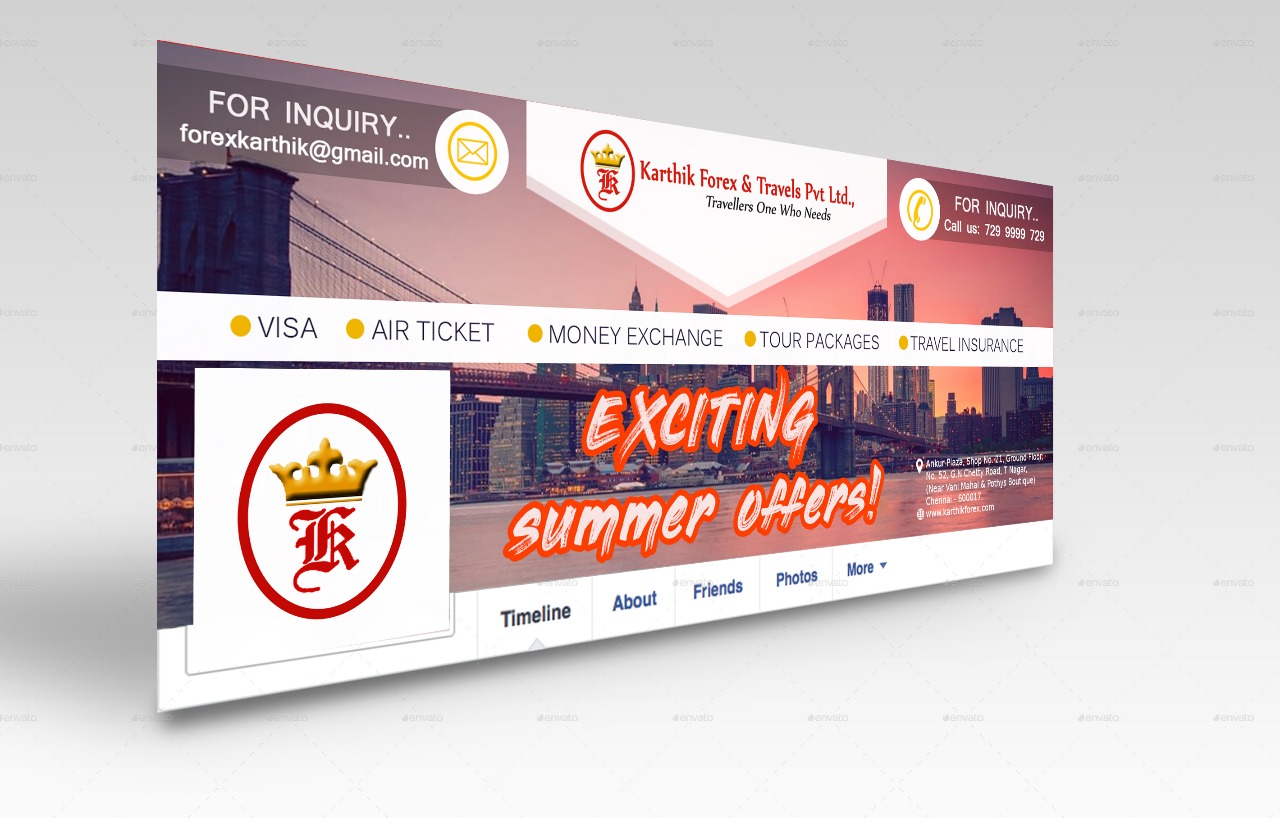 FOR INQUIRY..
forexkarthik@gmail.com
Karthik Forex & Travels Pvt Ltd.,
Travellers One Who Needs
FOR INQUIRY..
Call us: 729 9999 729
VISA
AIR TICKET
MONEY EXCHANGE
TOUR PACKAGES
TRAVEL INSURANCE
K
EXCITING
summer offers!
Ankur Plaza, Shop No. 21, Ground Floor,
No. 52, G.N Chetty Road, T Nagar,
(Near Van: Mahal & Pothys Boutique)
Chennai - 600017.
www.karthikforex.com
Timeline
About
Friends
Photos
More
envato